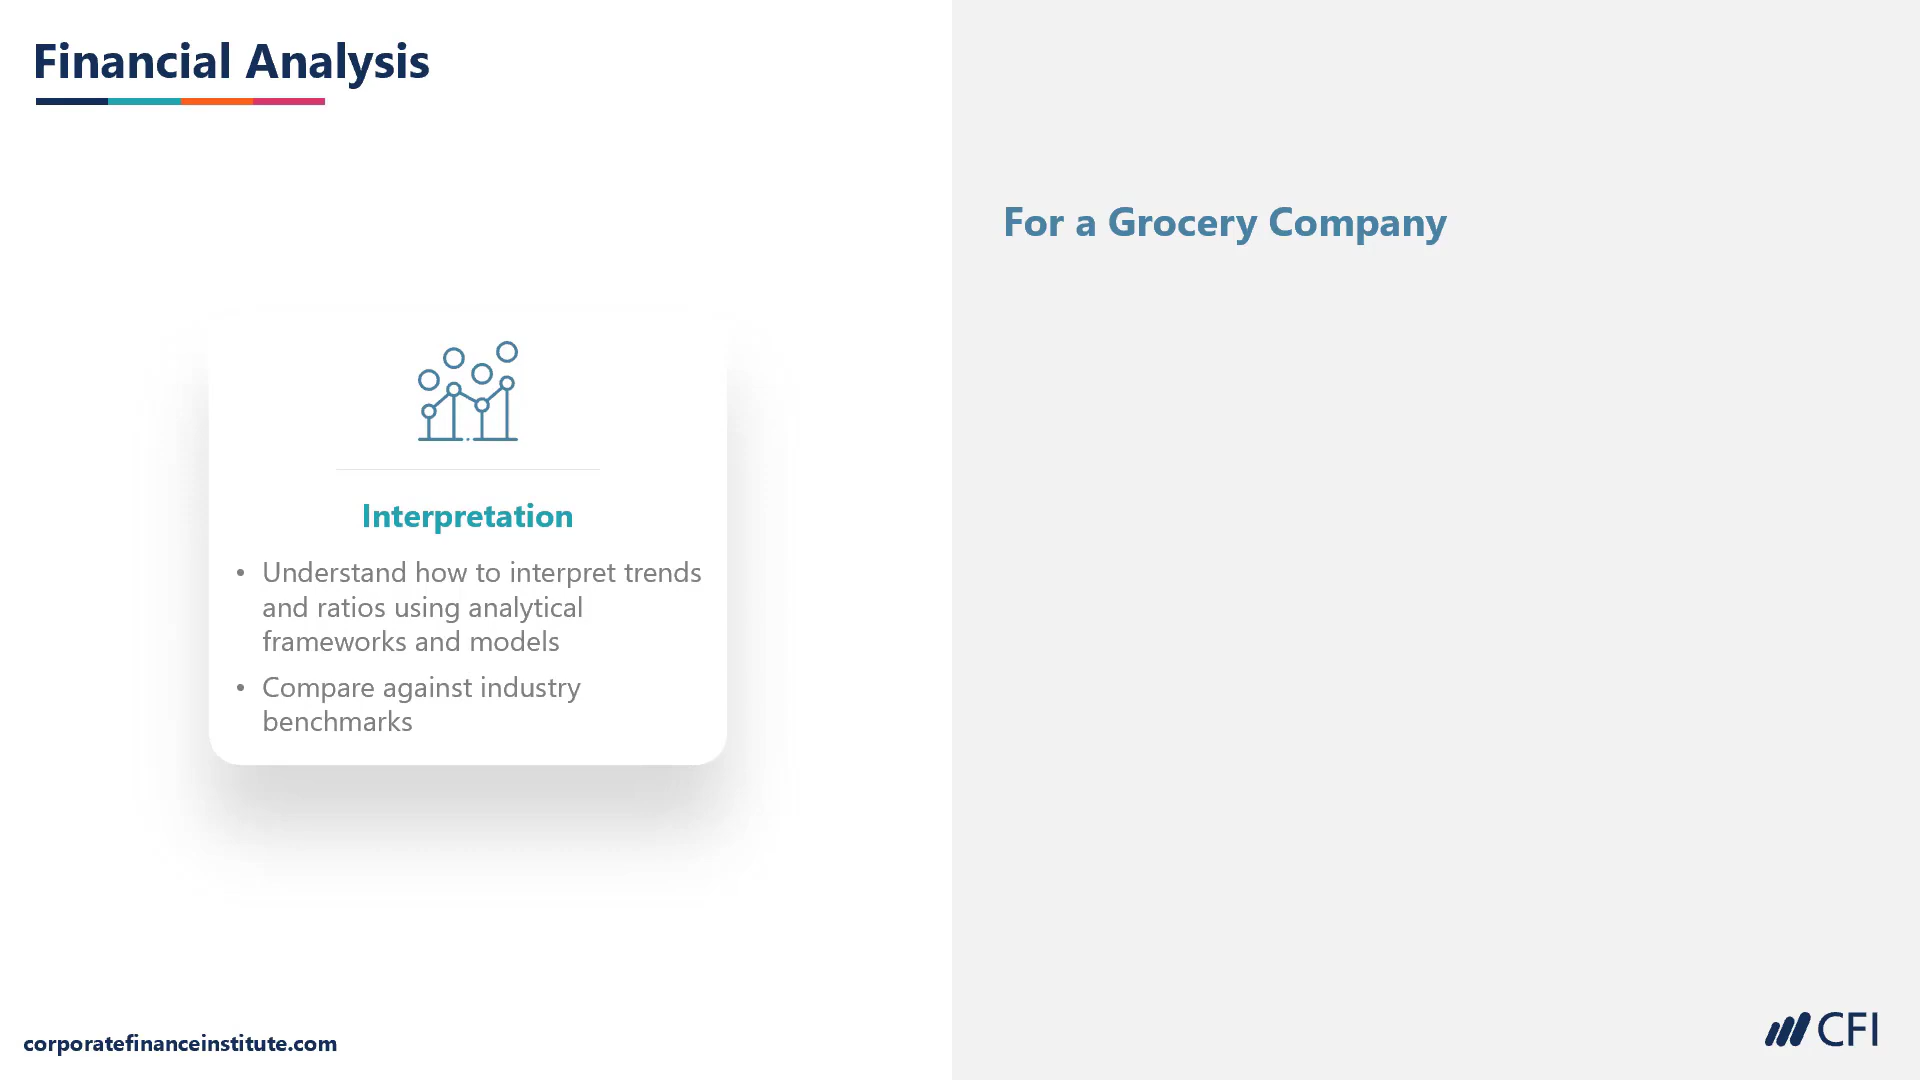 Financial Analysis
For a Grocery Company
Interpretation
• Understand how to interpret trends
and ratios using analytical
frameworks and models
• Compare against industry
benchmarks
corporatefinanceinstitute.com
CFI